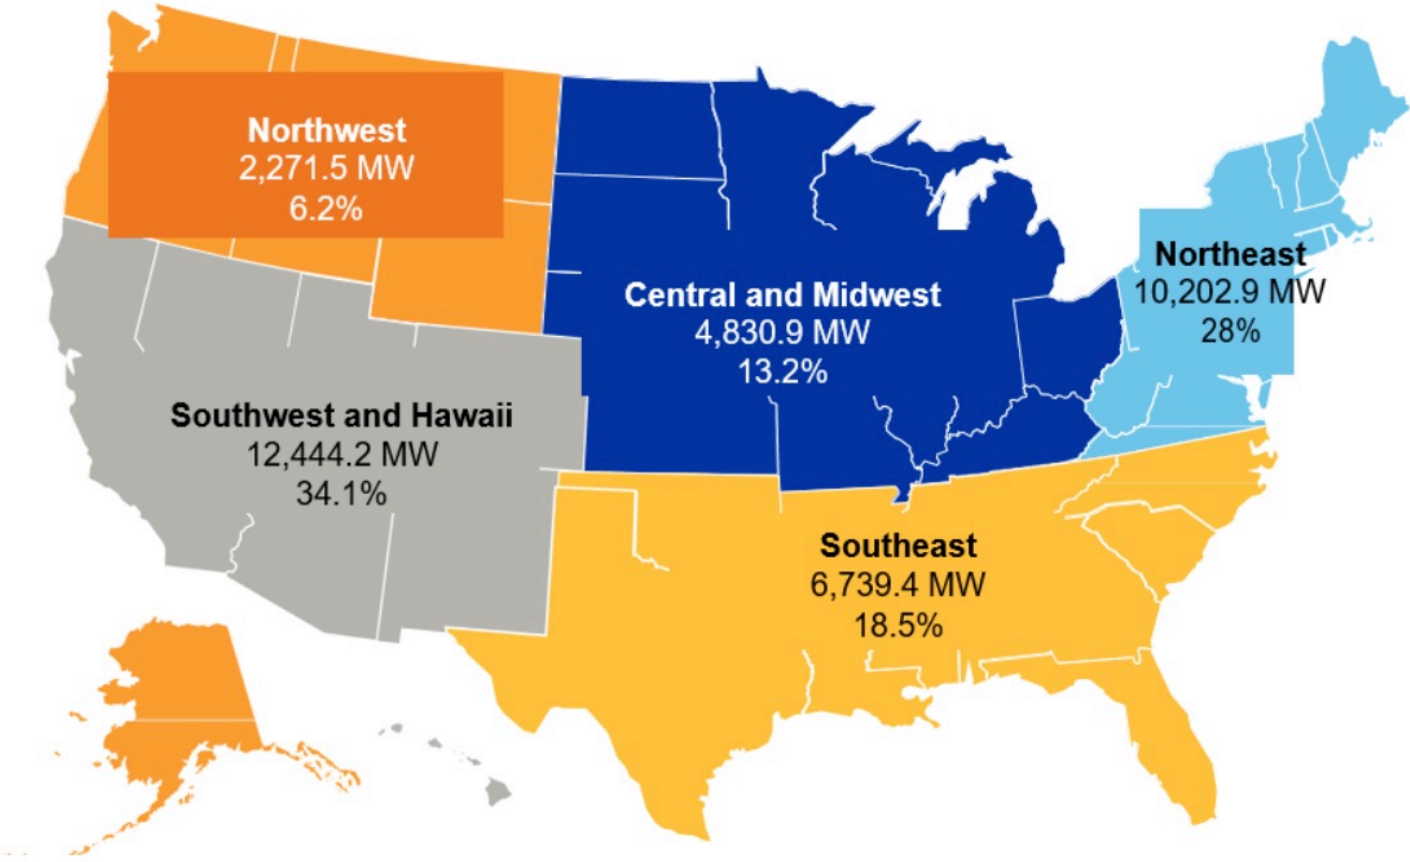 Northwest
2,271.5 MW
6.2%
Northeast
10,202.9 MW
28%
Central and Midwest
4,830.9 MW
13.2%
Southwest and Hawaii
12,444.2 MW
34.1%
Southeast
6,739.4 MW
18.5%